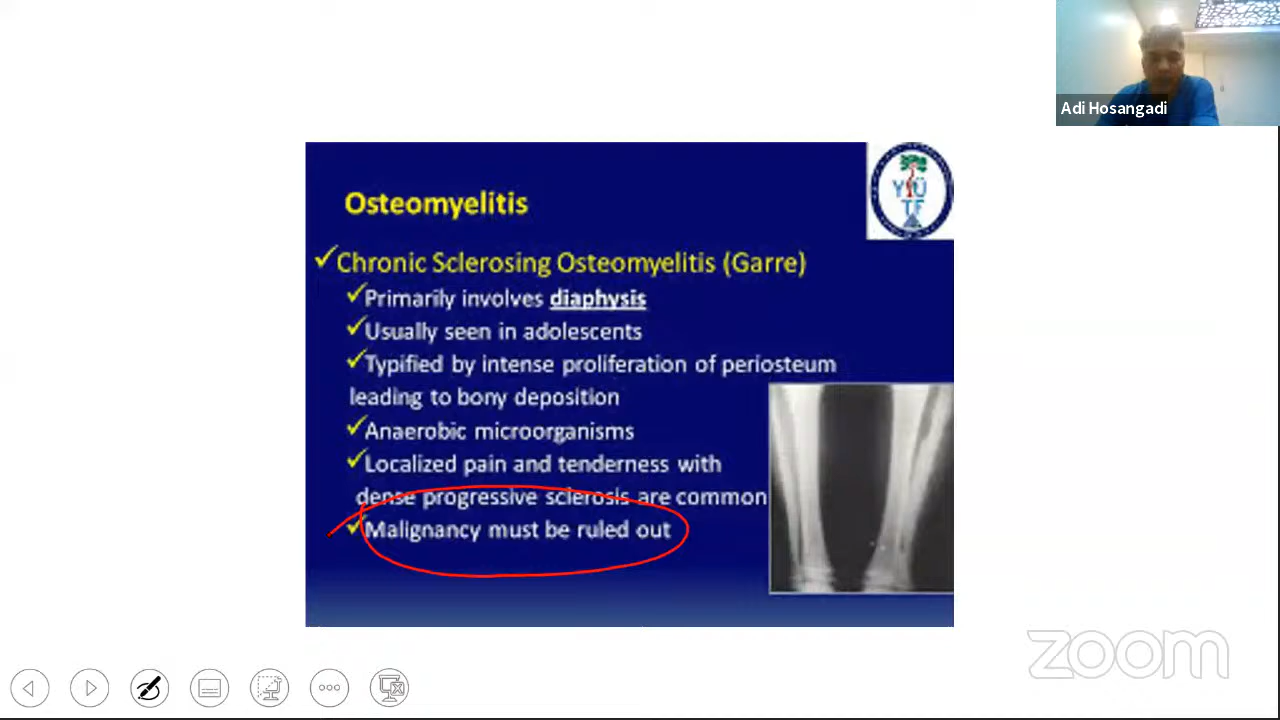 Adi Hosangadi
YÜ
TF
Osteomyelitis
Chronic Sclerosing Osteomyelitis (Garre)
Primarily involves diaphysis
Usually seen in adolescents
Typified by intense proliferation of periosteum
leading to bony deposition
Anaerobic microorganisms
Localized pain and tenderness with
dense progressive sclerosis are common
Malignancy must be ruled out
zoom